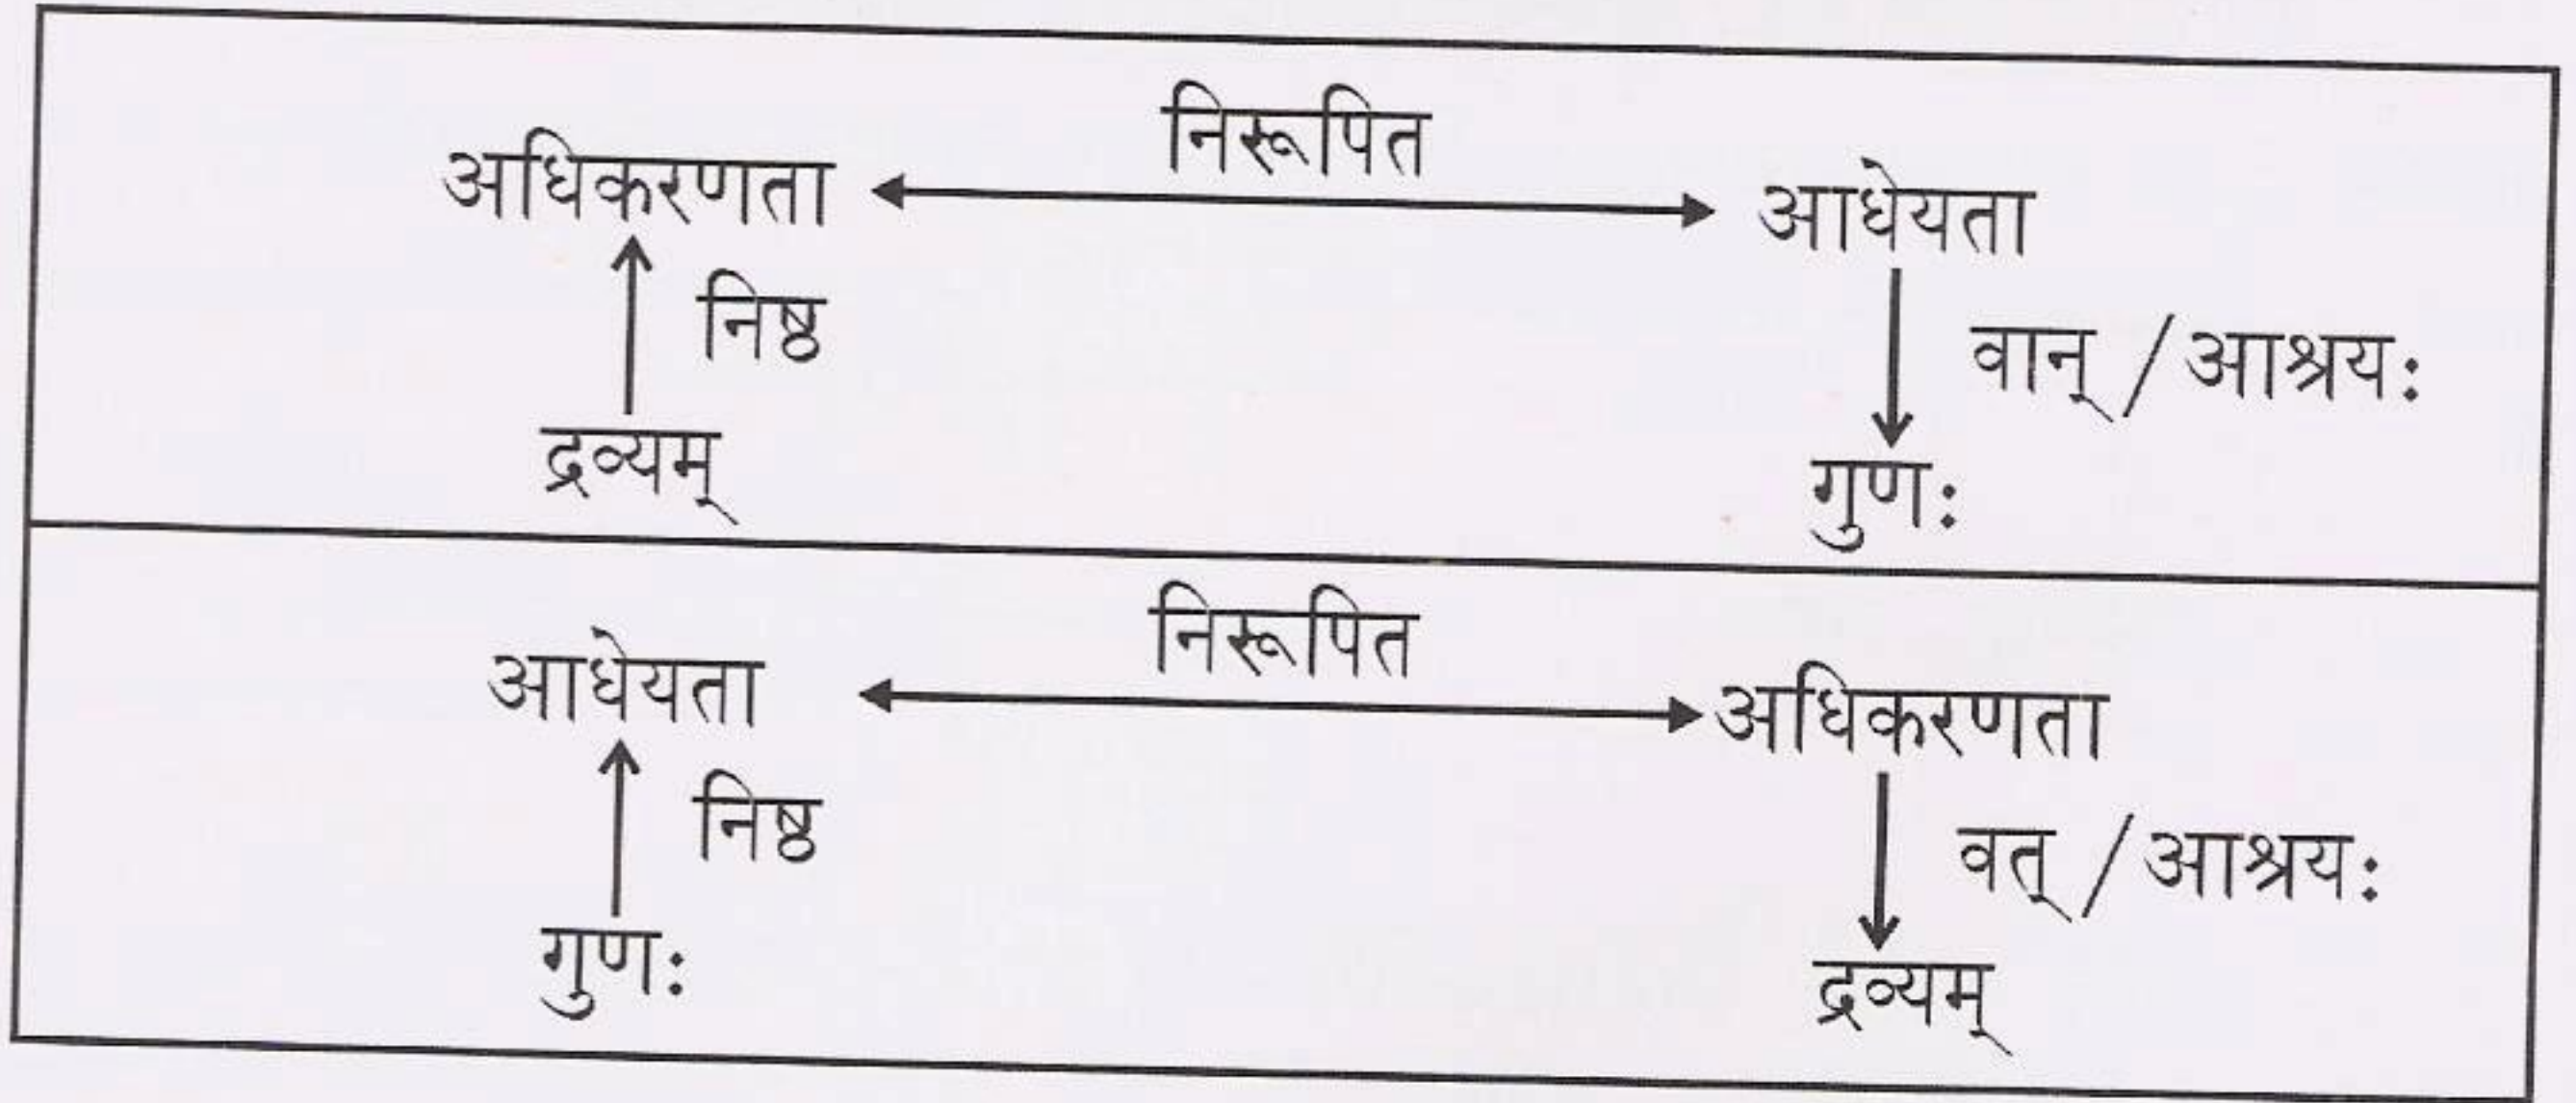 निरूपित
अधिकरणता आधेयता
निष्ठ वान् / आश्रयः
द्रव्यम् गुणः
निरूपित
आधेयता अधिकरणता
निष्ठ वत् / आश्रयः
गुणः द्रव्यम्